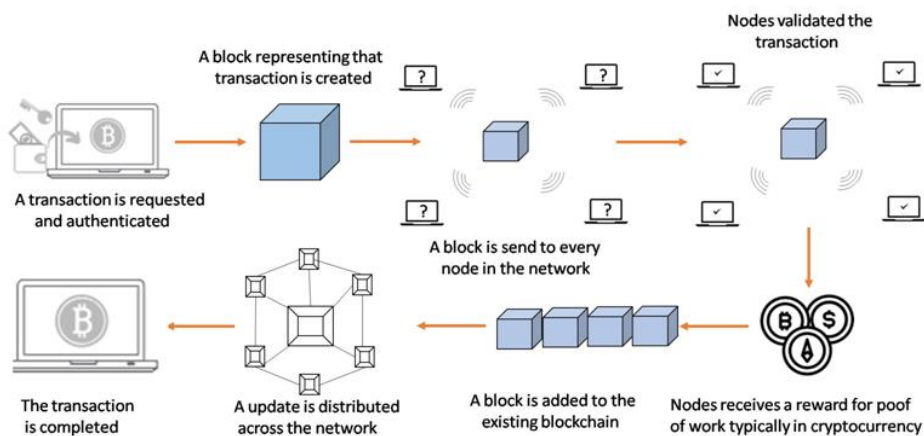 A transaction is requested
and authenticated
A block representing that
transaction is created
?
?
?
?
A block is send to every
node in the network
Nodes validated the
transaction
Nodes receives a reward for poof
of work typically in cryptocurrency
A block is added to the
existing blockchain
A update is distributed
across the network
The transaction
is completed